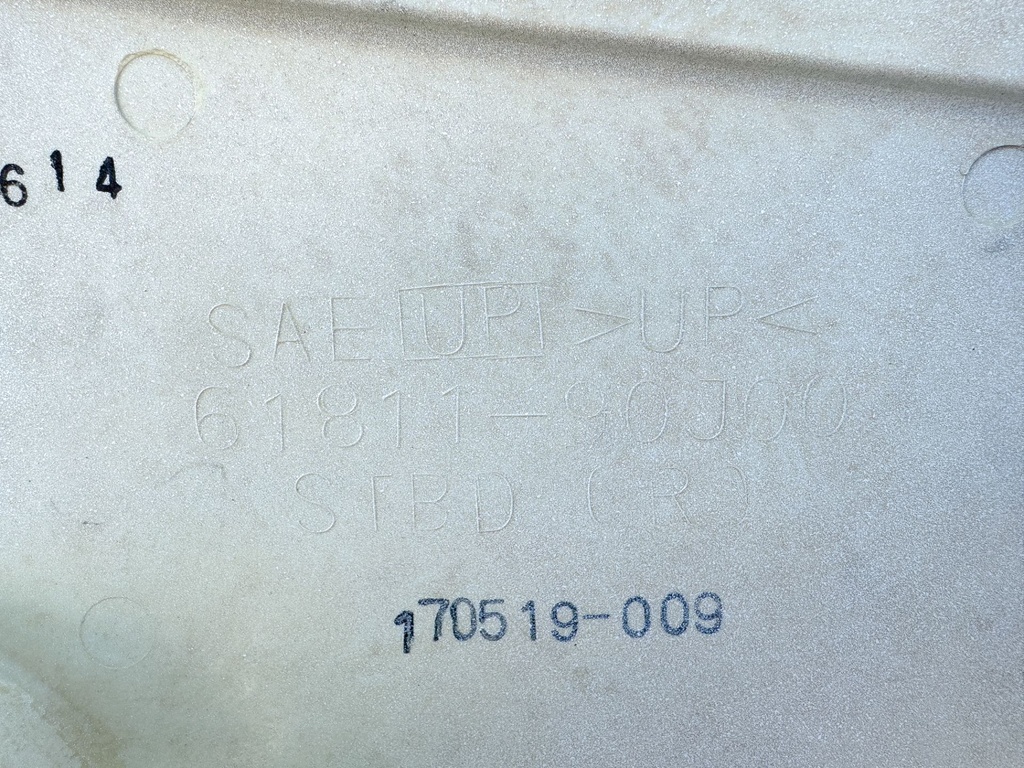 614
SAE UP >UP<
61811-90J00
STBD (R)
170519-009